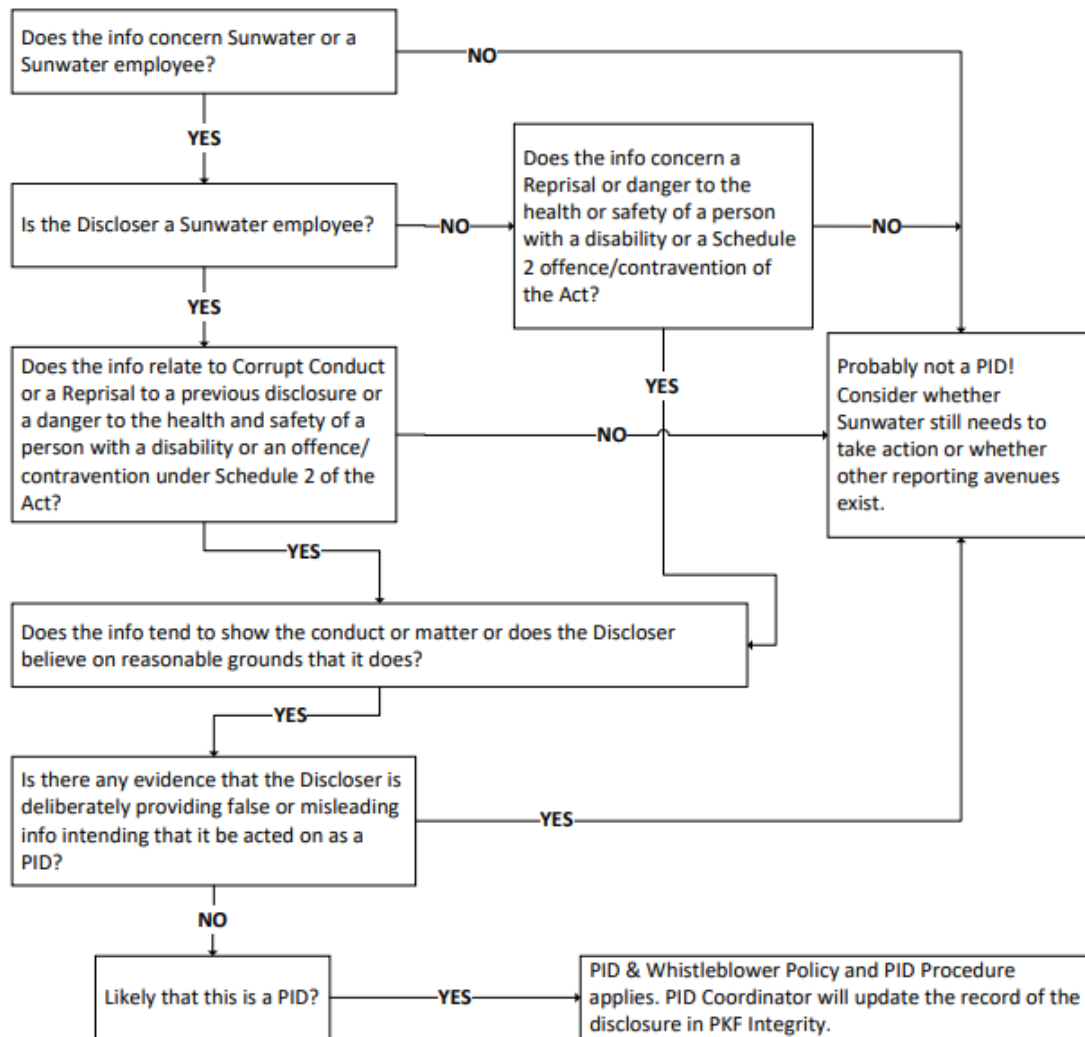 Does the info concern Sunwater or a
Sunwater employee?
NO
YES
Does the info concern a
Reprisal or danger to the
health or safety of a person
with a disability or a Schedule
2 offence/contravention of
the Act?
Is the Discloser a Sunwater employee?
NO
NO
YES
Does the info relate to Corrupt Conduct
or a Reprisal to a previous disclosure or
a danger to the health and safety of a
person with a disability or an offence/
contravention under Schedule 2 of the
Act?
YES
NO
Probably not a PID!
Consider whether
Sunwater still needs to
take action or whether
other reporting avenues
exist.
YES
Does the info tend to show the conduct or matter or does the Discloser
believe on reasonable grounds that it does?
YES
Is there any evidence that the Discloser is
deliberately providing false or misleading
info intending that it be acted on as a
PID?
YES
NO
Likely that this is a PID?
YES
PID & Whistleblower Policy and PID Procedure
applies. PID Coordinator will update the record of the
disclosure in PKF Integrity.